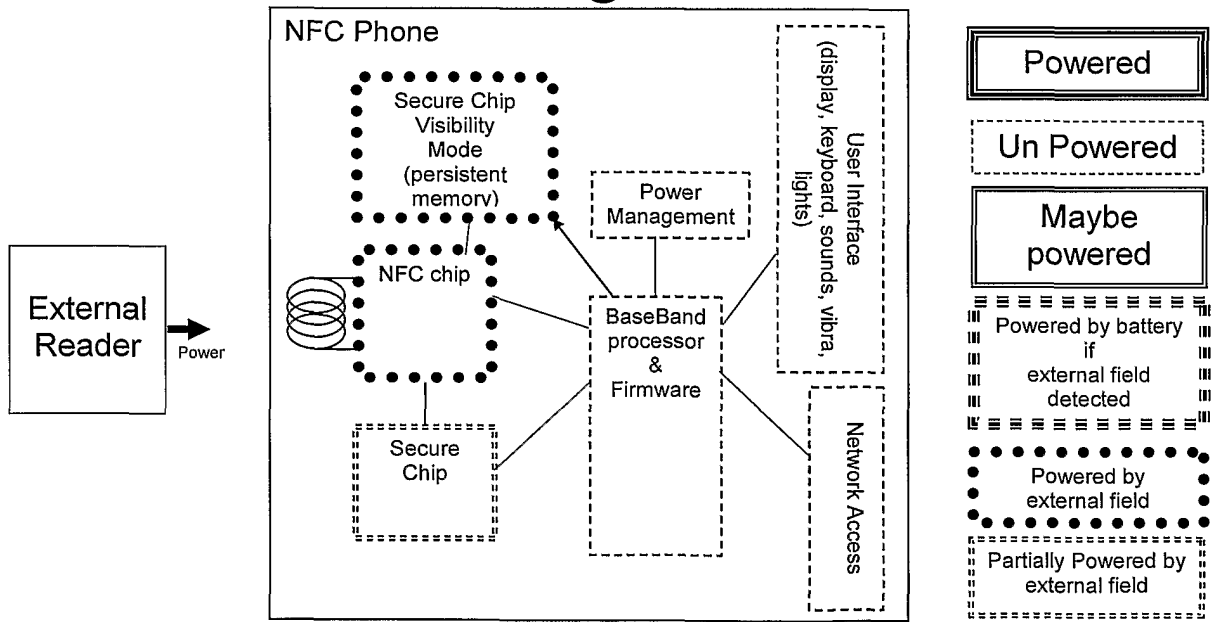 NFC Phone
Secure Chip
Visibility
Mode
(persistent
memory)
NFC chip
Secure
Chip
Power
Management
BaseBand
processor
&
Firmware
User Interface
(display, keyboard, sounds, vibra,
lights)
Network Access
External
Reader
Power
Powered
Un Powered
Maybe
powered
Powered by battery
if
external field
detected
Powered by
external field
Partially Powered by
external field